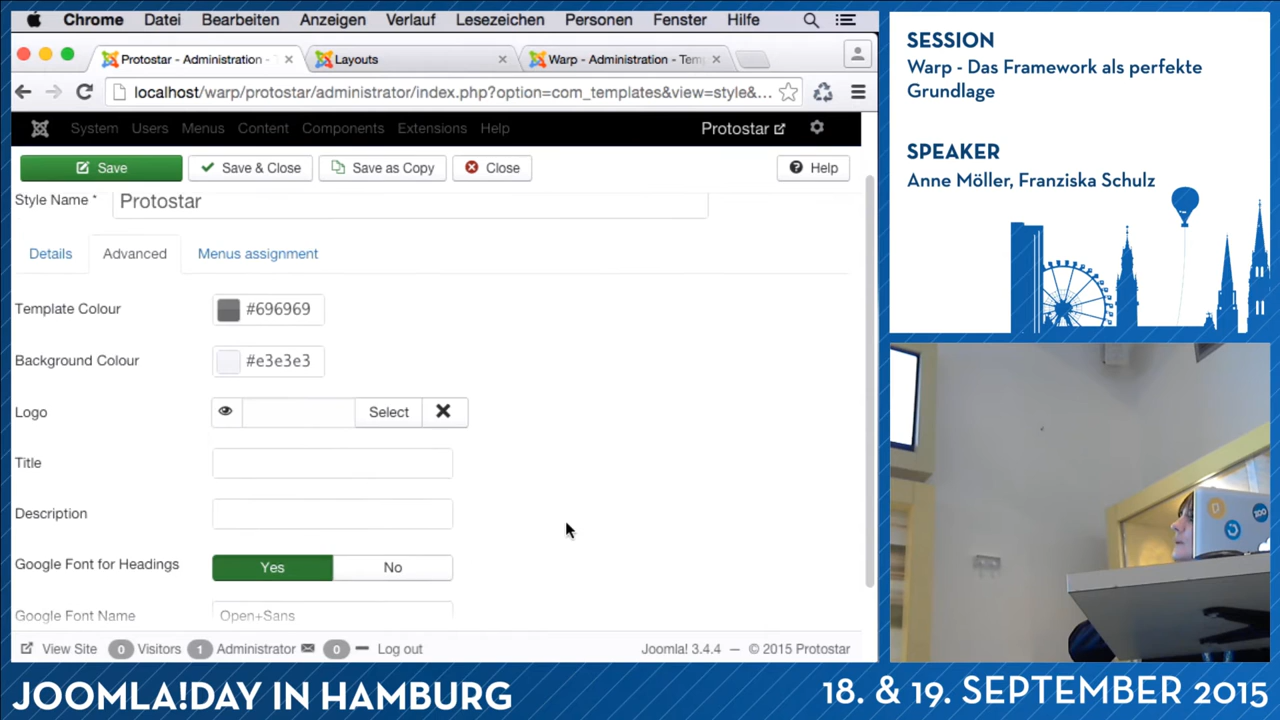 Chrome Datei Bearbeiten Anzeigen Verlauf Lesezeichen Personen Fenster Hilfe
Protostar - Administration - Layouts Warp - Administration - Tem
localhost/warp/protostar/administrator/index.php?option=com_templates&view=style&...
System Users Menus Content Components Extensions Help Protostar
Save Save & Close Save as Copy Close Help
Style Name * Protostar
Details Advanced Menus assignment
Template Colour #696969
Background Colour #e3e3e3
Logo Select
Title
Description
Google Font for Headings Yes No
Google Font Name Open+Sans
View Site 0 Visitors 1 Administrator 0 Log out Joomla! 3.4.4 — © 2015 Protostar
SESSION
Warp - Das Framework als perfekte
Grundlage
SPEAKER
Anne Möller, Franziska Schulz
JOOMLA!DAY IN HAMBURG 18. & 19. SEPTEMBER 2015